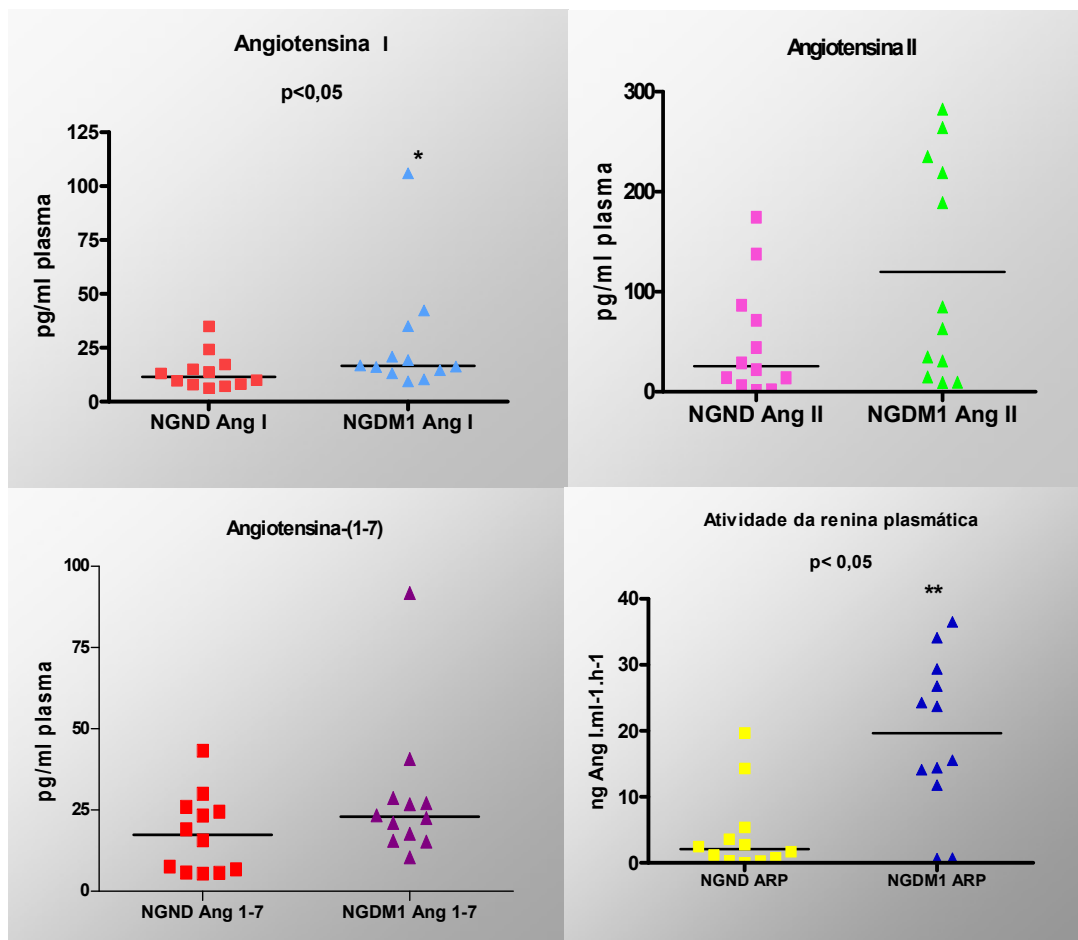 Angiotensina I
p<0,05
*
125
100
75
50
25
0
pg/ml plasma
NGND Ang I
NGDM1 Ang I
Angiotensina II
300
200
100
0
pg/ml plasma
NGND Ang II
NGDM1 Ang II
Angiotensina-(1-7)
100
75
50
25
0
pg/ml plasma
NGND Ang 1-7
NGDM1 Ang 1-7
Atividade da renina plasmática
p< 0,05
**
40
30
20
10
0
ng Ang I.ml-1.h-1
NGND ARP
NGDM1 ARP